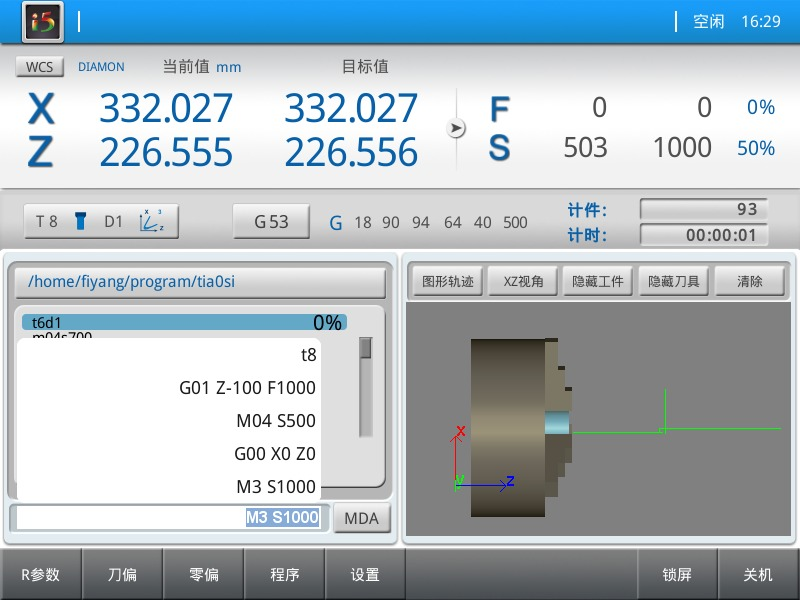 i5
空闲 16:29
WCS DIAMON 当前值 mm 目标值
X 332.027 332.027 F 0 0 0%
Z 226.555 226.556 S 503 1000 50%
T 8 D1 X 3 Z G53 G 18 90 94 64 40 500
计件: 93
计时: 00:00:01
/home/fiyang/program/tia0si
t6d1 0%
m04s700
t8
G01 Z-100 F1000
M04 S500
G00 X0 Z0
M3 S1000
M3 S1000 MDA
图形轨迹 XZ视角 隐藏工件 隐藏刀具 清除
X
Y Z
R参数 刀偏 零偏 程序 设置 锁屏 关机